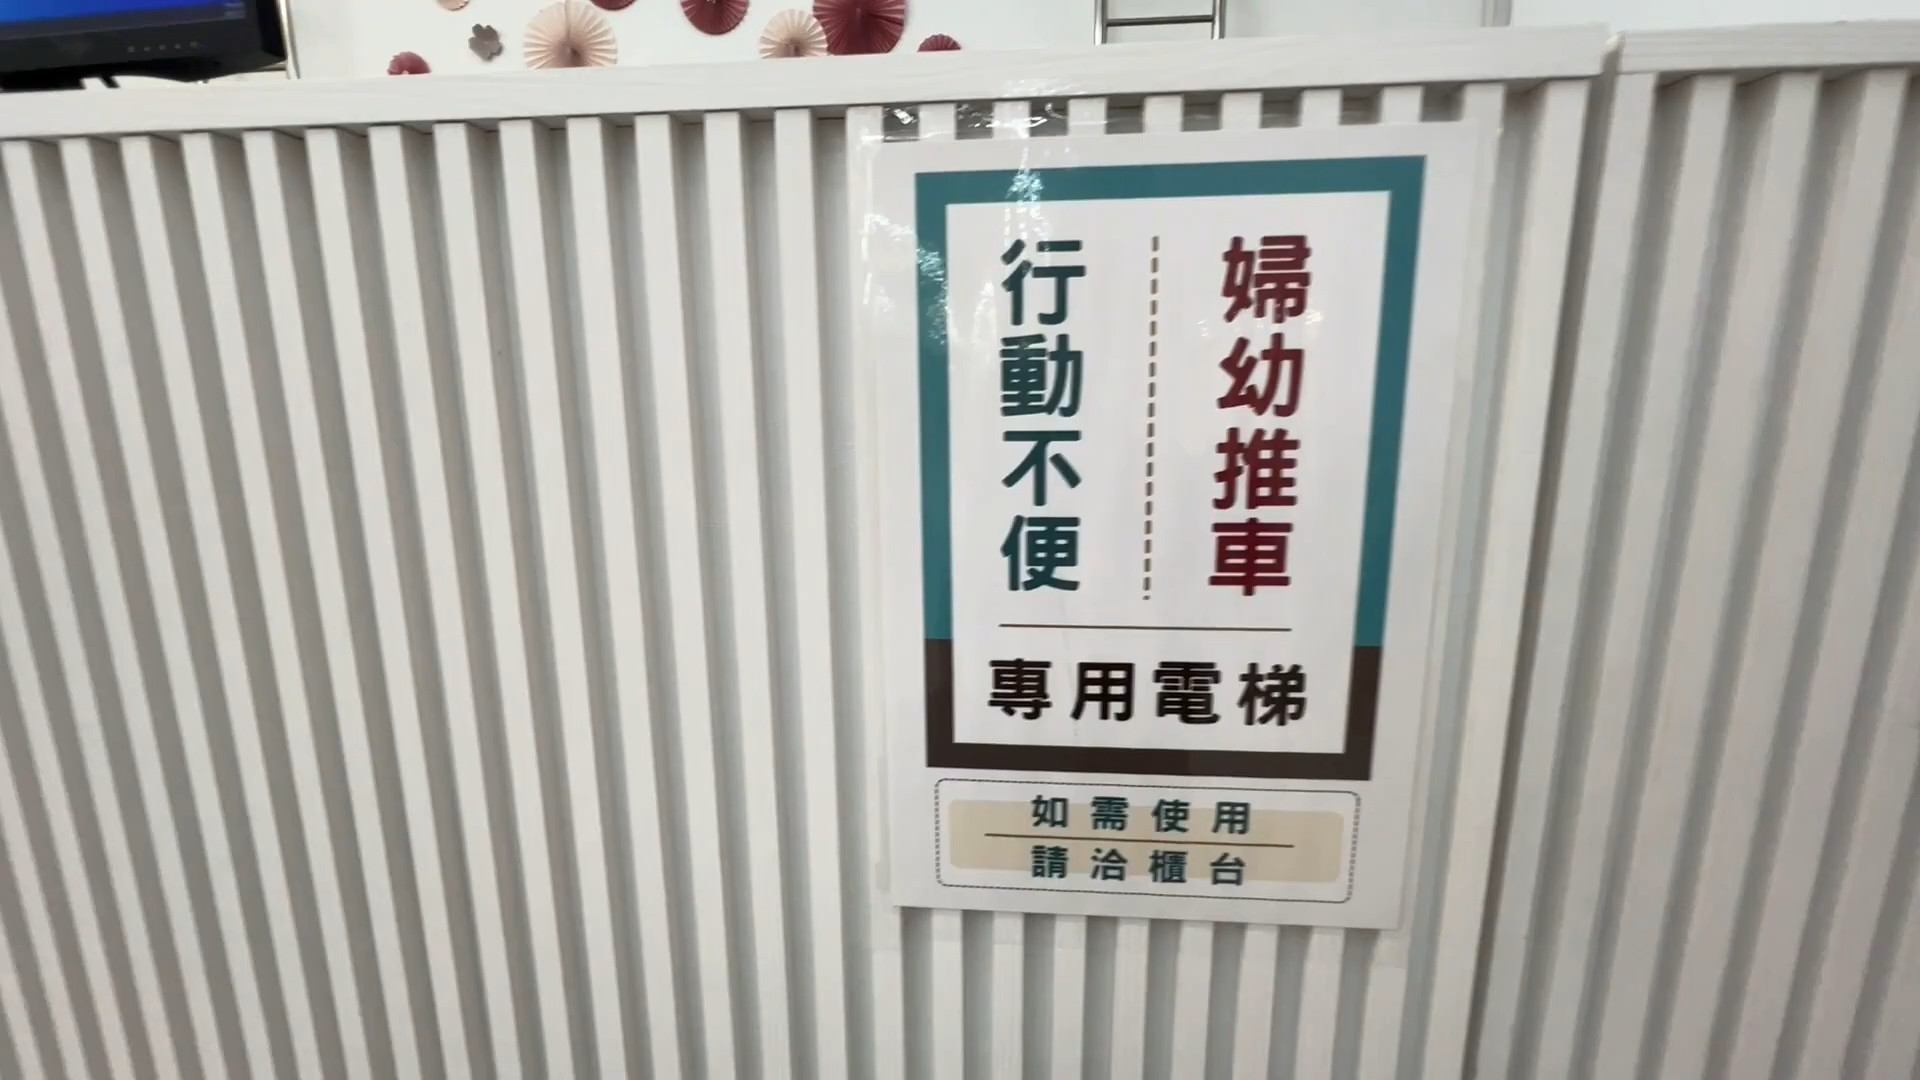 婦幼推車
行動不便
專用電梯
如需使用
請洽櫃台